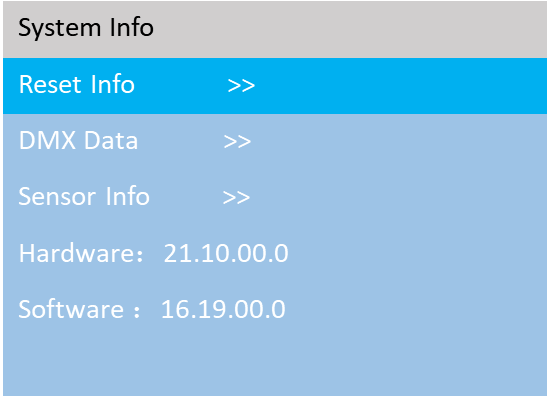 System Info
Reset Info >>
DMX Data >>
Sensor Info >>
Hardware：21.10.00.0
Software ：16.19.00.0